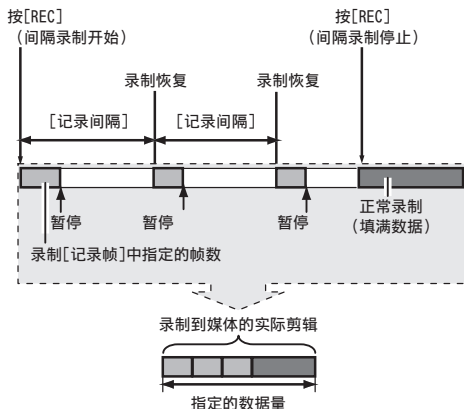 按[REC]
（间隔录制开始）
按[REC]
（间隔录制停止）
录制恢复
录制恢复
[记录间隔]
[记录间隔]
暂停
暂停
暂停
正常录制
（填满数据）
录制[记录帧]中指定的帧数
录制到媒体的实际剪辑
指定的数据量